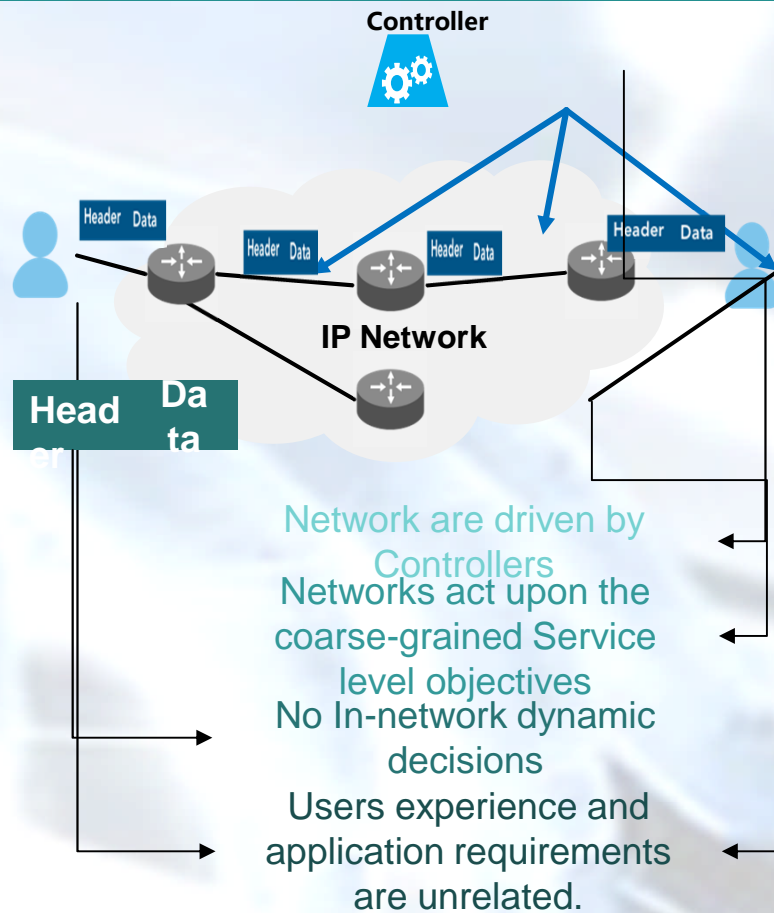 Controller
Header Data
Header Data
Header Data
Header Data
IP Network
Head Da
er ta
Network are driven by
Controllers
Networks act upon the
coarse-grained Service
level objectives
No In-network dynamic
decisions
Users experience and
application requirements
are unrelated.